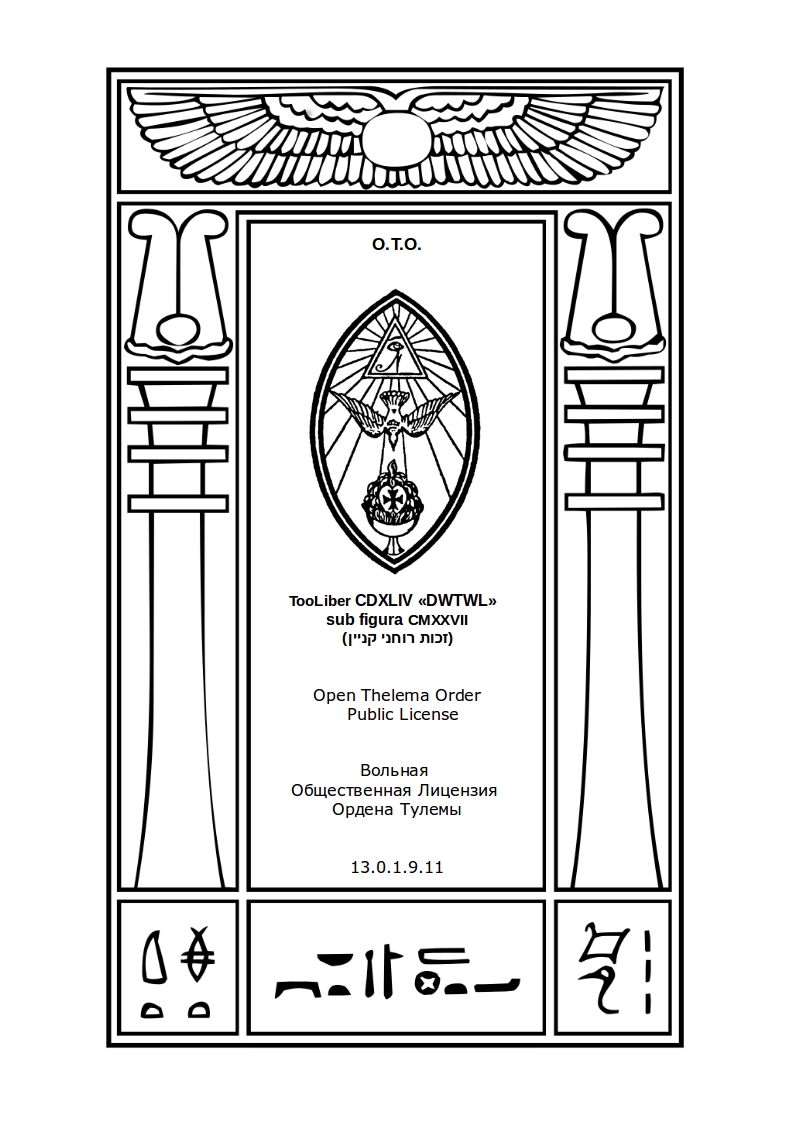 O.T.O.
TooLiber CDXLIV «DWTWL»
sub figura CMXXVII
(זכות רוחני קניין)
Open Thelema Order
Public License
Вольная
Общественная Лицензия
Ордена Тулемы
13.0.1.9.11